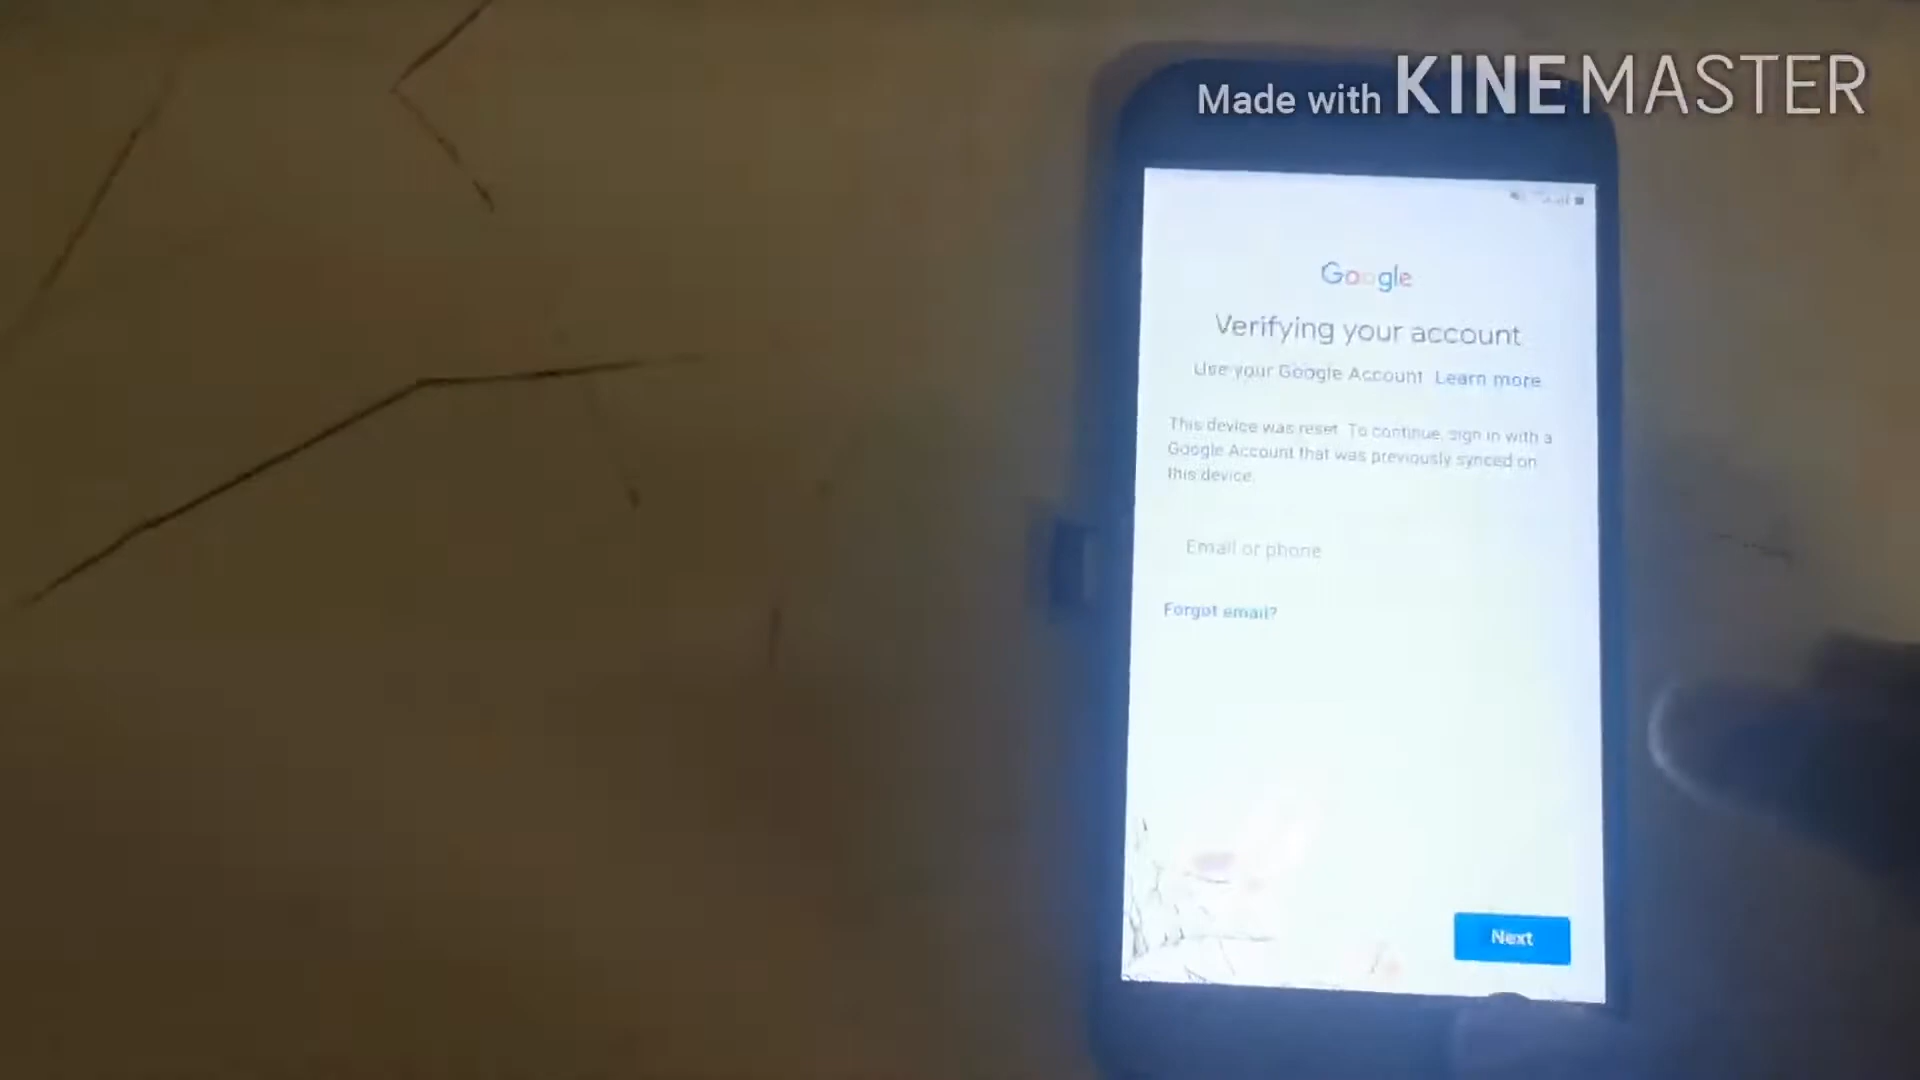 Made with KINEMASTER
Google
Verifying your account
Use your Google Account Learn more
This device was reset. To continue, sign in with a
Google Account that was previously synced on
this device.
Email or phone
Forgot email?
Next